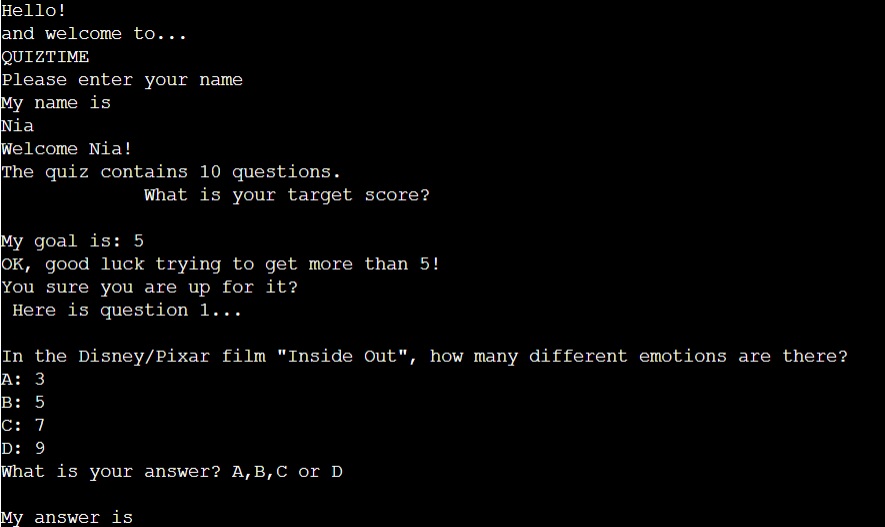 Hello!
and welcome to...
QUIZTIME
Please enter your name
My name is
Nia
Welcome Nia!
The quiz contains 10 questions.
What is your target score?
My goal is: 5
OK, good luck trying to get more than 5!
You sure you are up for it?
Here is question 1...
In the Disney/Pixar film "Inside Out", how many different emotions are there?
A: 3
B: 5
C: 7
D: 9
What is your answer? A,B,C or D
My answer is